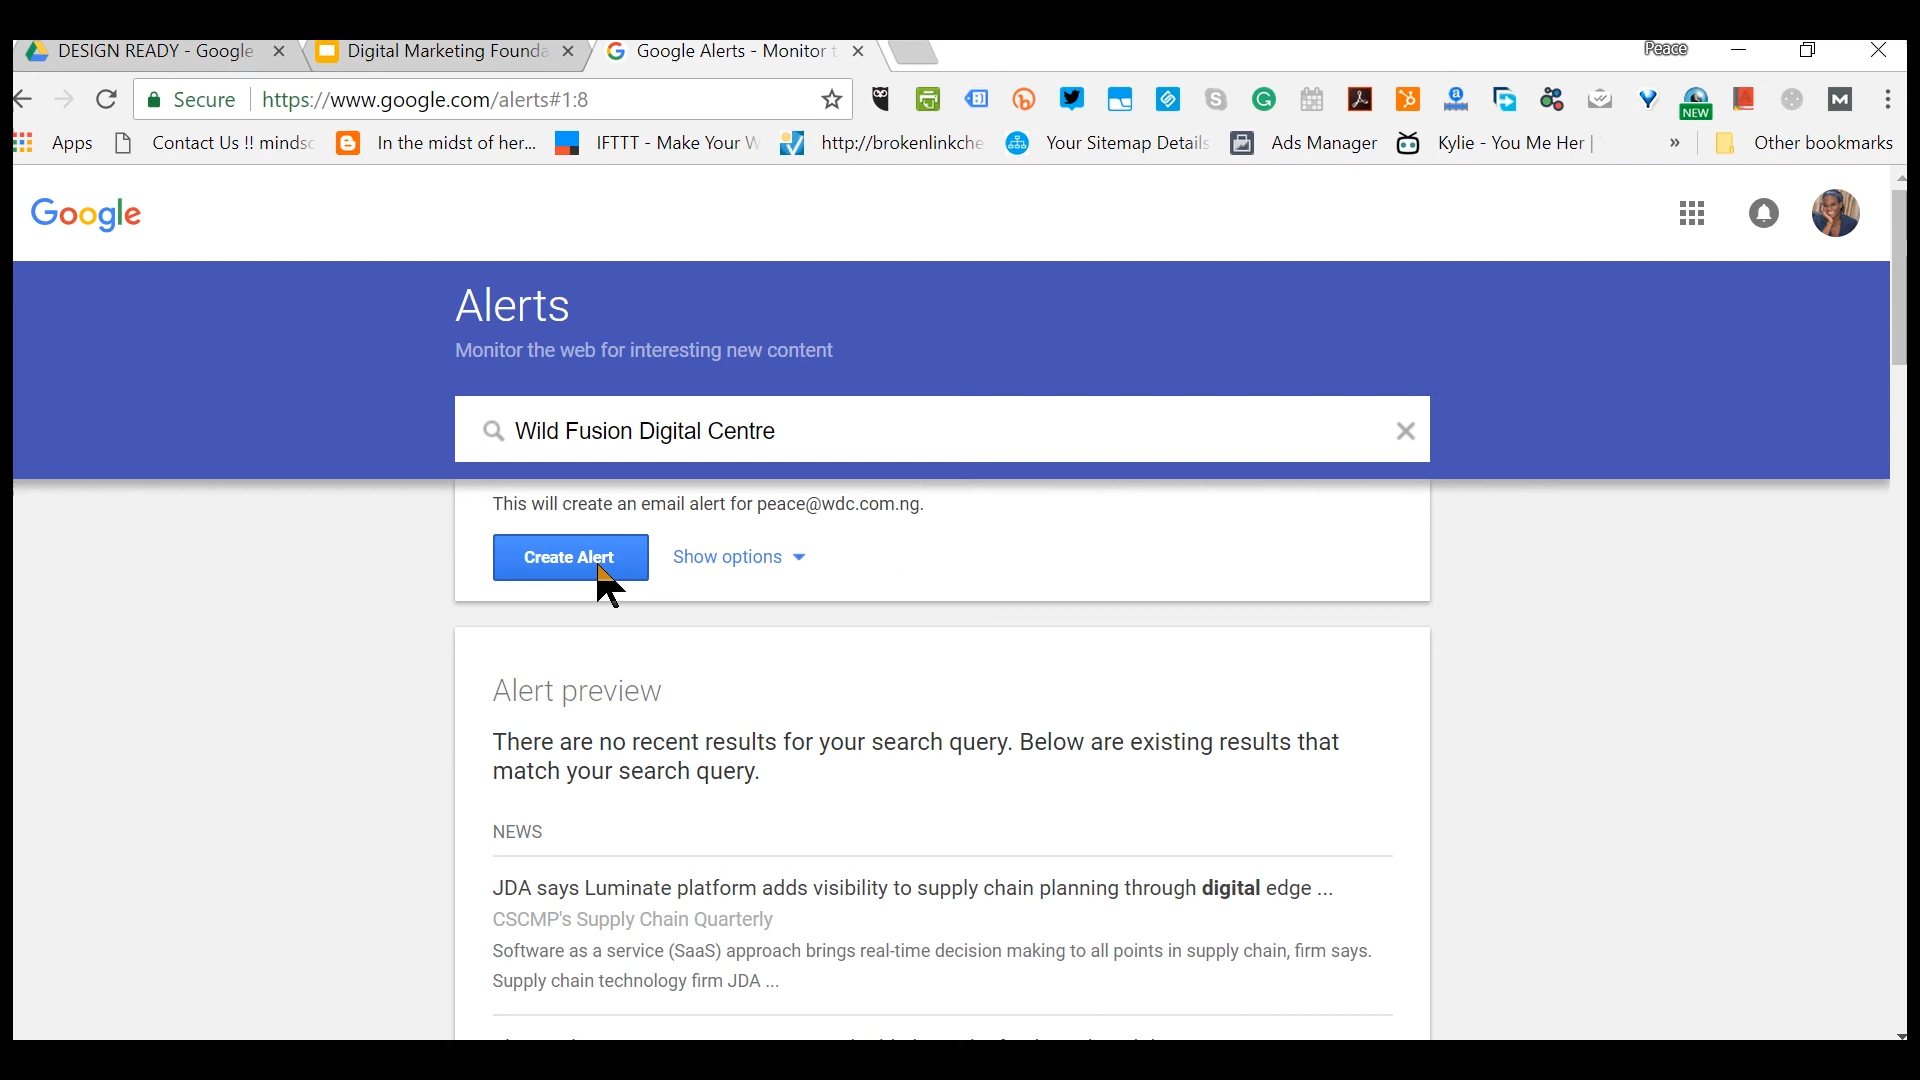 DESIGN READY - Google
Digital Marketing Founda
Google Alerts - Monitor t
Peace
Secure
https://www.google.com/alerts#1:8
NEW
Apps
Contact Us !! mindsc
In the midst of her...
IFTTT - Make Your W
http://brokenlinkche
Your Sitemap Details
Ads Manager
Kylie - You Me Her |
»
Other bookmarks
Google
Alerts
Monitor the web for interesting new content
Wild Fusion Digital Centre
This will create an email alert for peace@wdc.com.ng.
Create Alert
Show options
Alert preview
There are no recent results for your search query. Below are existing results that
match your search query.
NEWS
JDA says Luminate platform adds visibility to supply chain planning through digital edge ...
CSCMP's Supply Chain Quarterly
Software as a service (SaaS) approach brings real-time decision making to all points in supply chain, firm says.
Supply chain technology firm JDA ...